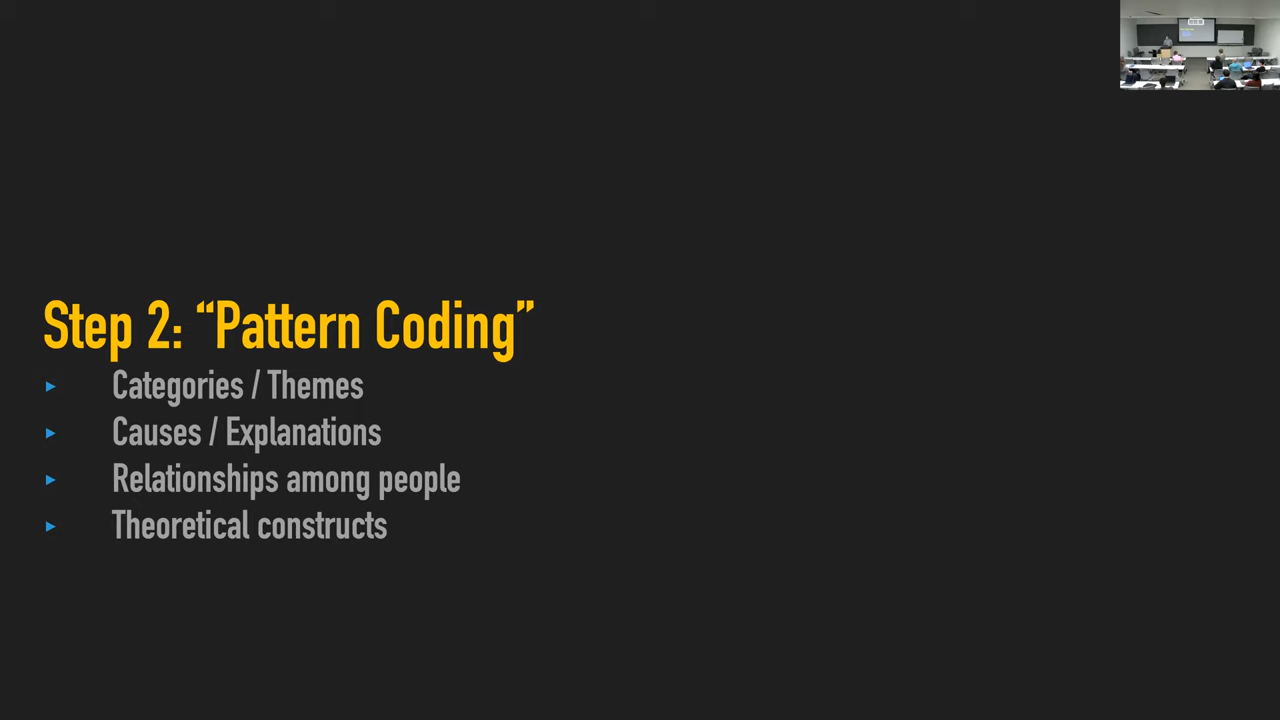 Step 2: “Pattern Coding”
▸ Categories / Themes
▸ Causes / Explanations
▸ Relationships among people
▸ Theoretical constructs